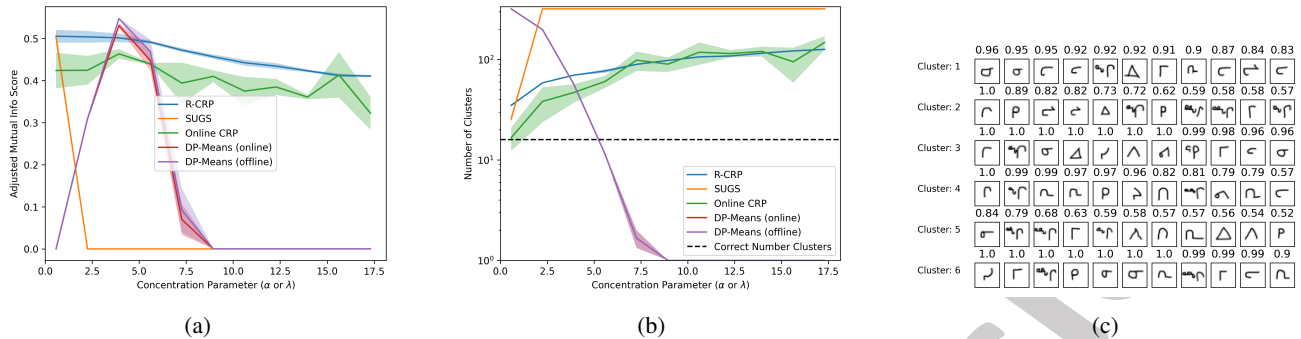 Adjusted Mutual Info Score
0.5
0.4
0.3
0.2
0.1
0.0
R-CRP
SUGS
Online CRP
DP-Means (online)
DP-Means (offline)
0.0 2.5 5.0 7.5 10.0 12.5 15.0 17.5
Concentration Parameter (α or λ)
(a)
Number of Clusters
10²
10¹
10⁰
R-CRP
SUGS
Online CRP
DP-Means (online)
DP-Means (offline)
Correct Number Clusters
0.0 2.5 5.0 7.5 10.0 12.5 15.0 17.5
Concentration Parameter (α or λ)
(b)
0.96 0.95 0.95 0.92 0.92 0.92 0.91 0.9 0.87 0.84 0.83
Cluster: 1
1.0 0.89 0.82 0.82 0.73 0.72 0.62 0.59 0.58 0.58 0.57
Cluster: 2
1.0 1.0 1.0 1.0 1.0 1.0 1.0 0.99 0.98 0.96 0.96
Cluster: 3
1.0 0.99 0.99 0.97 0.97 0.96 0.82 0.81 0.79 0.79 0.57
Cluster: 4
0.84 0.79 0.68 0.63 0.59 0.58 0.57 0.57 0.56 0.54 0.52
Cluster: 5
1.0 1.0 1.0 1.0 1.0 1.0 1.0 0.99 0.99 0.99 0.9
Cluster: 6
(c)